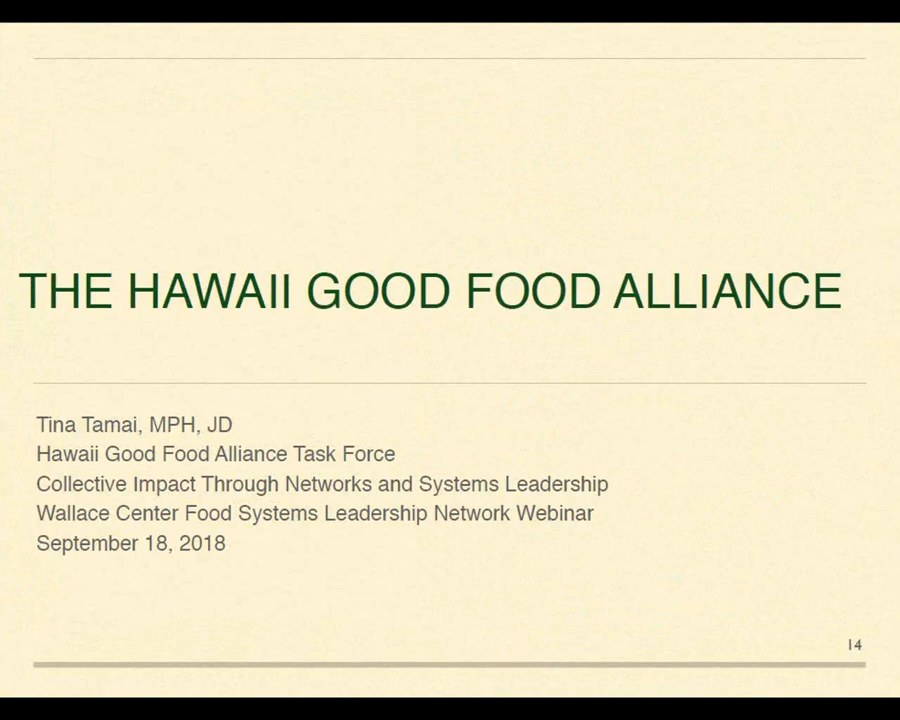 THE HAWAII GOOD FOOD ALLIANCE
Tina Tamai, MPH, JD
Hawaii Good Food Alliance Task Force
Collective Impact Through Networks and Systems Leadership
Wallace Center Food Systems Leadership Network Webinar
September 18, 2018
14